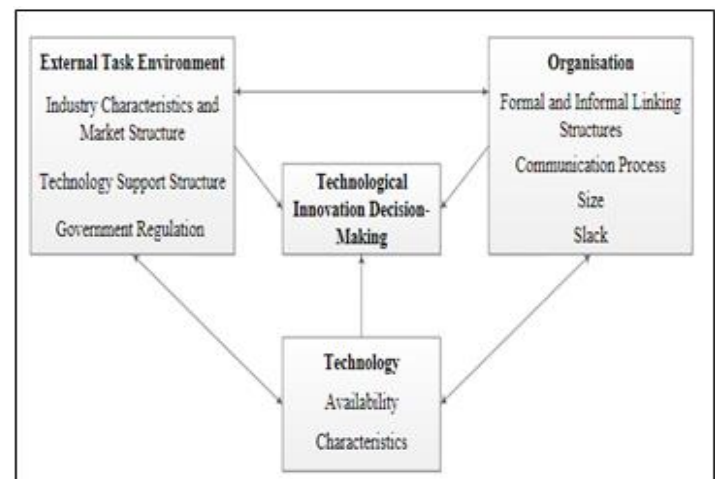 External Task Environment
Industry Characteristics and
Market Structure
Technology Support Structure
Government Regulation
Organisation
Formal and Informal Linking
Structures
Communication Process
Size
Slack
Technological
Innovation Decision-
Making
Technology
Availability
Characteristics